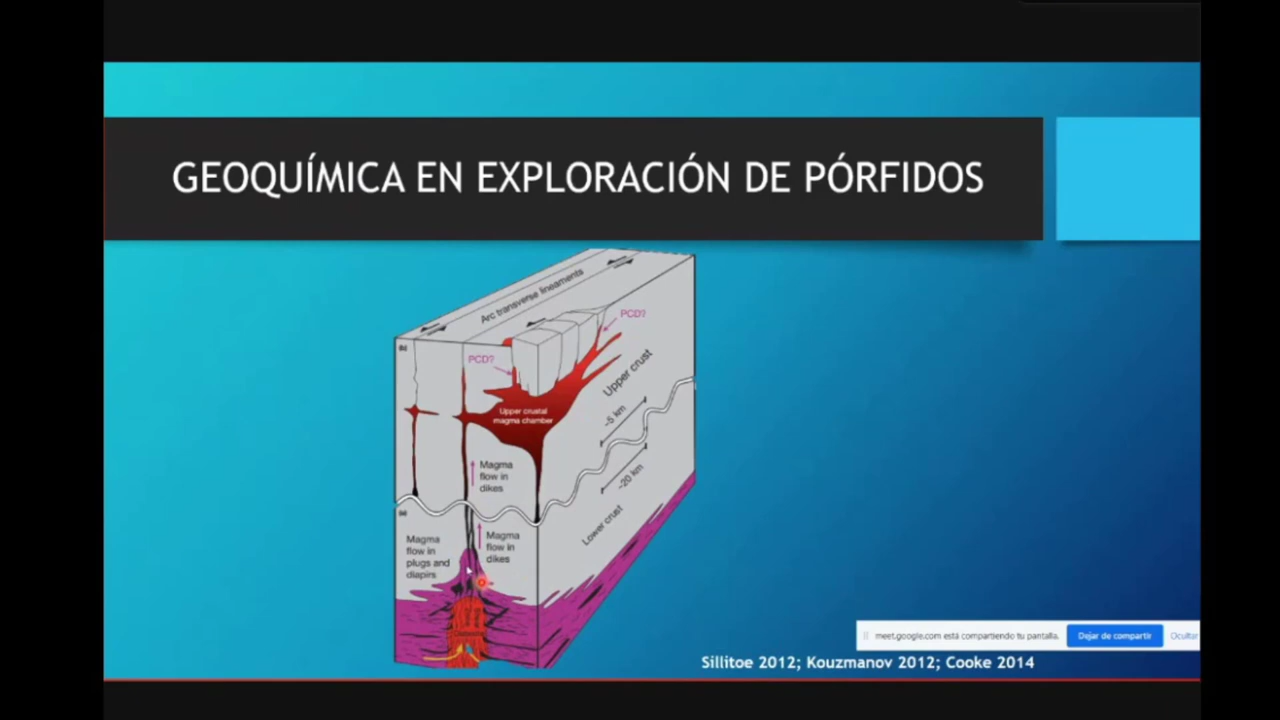 GEOQUÍMICA EN EXPLORACIÓN DE PÓRFIDOS
Arc transverse lineaments
PCD?
PCD?
Upper crust
Upper crustal
magma chamber
~5 km
Magma
flow in
dikes
~20 km
Lower crust
Magma
flow in
plugs and
diapirs
Magma
flow in
dikes
meet.google.com está compartiendo tu pantalla.
Dejar de compartir
Ocultar
Sillitoe 2012; Kouzmanov 2012; Cooke 2014